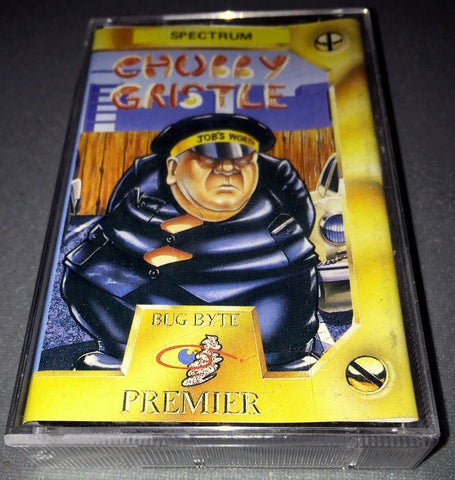 SPECTRUM
CHUBBY
GRISTLE
JOB'S WORTH
BUG BYTE
PREMIER